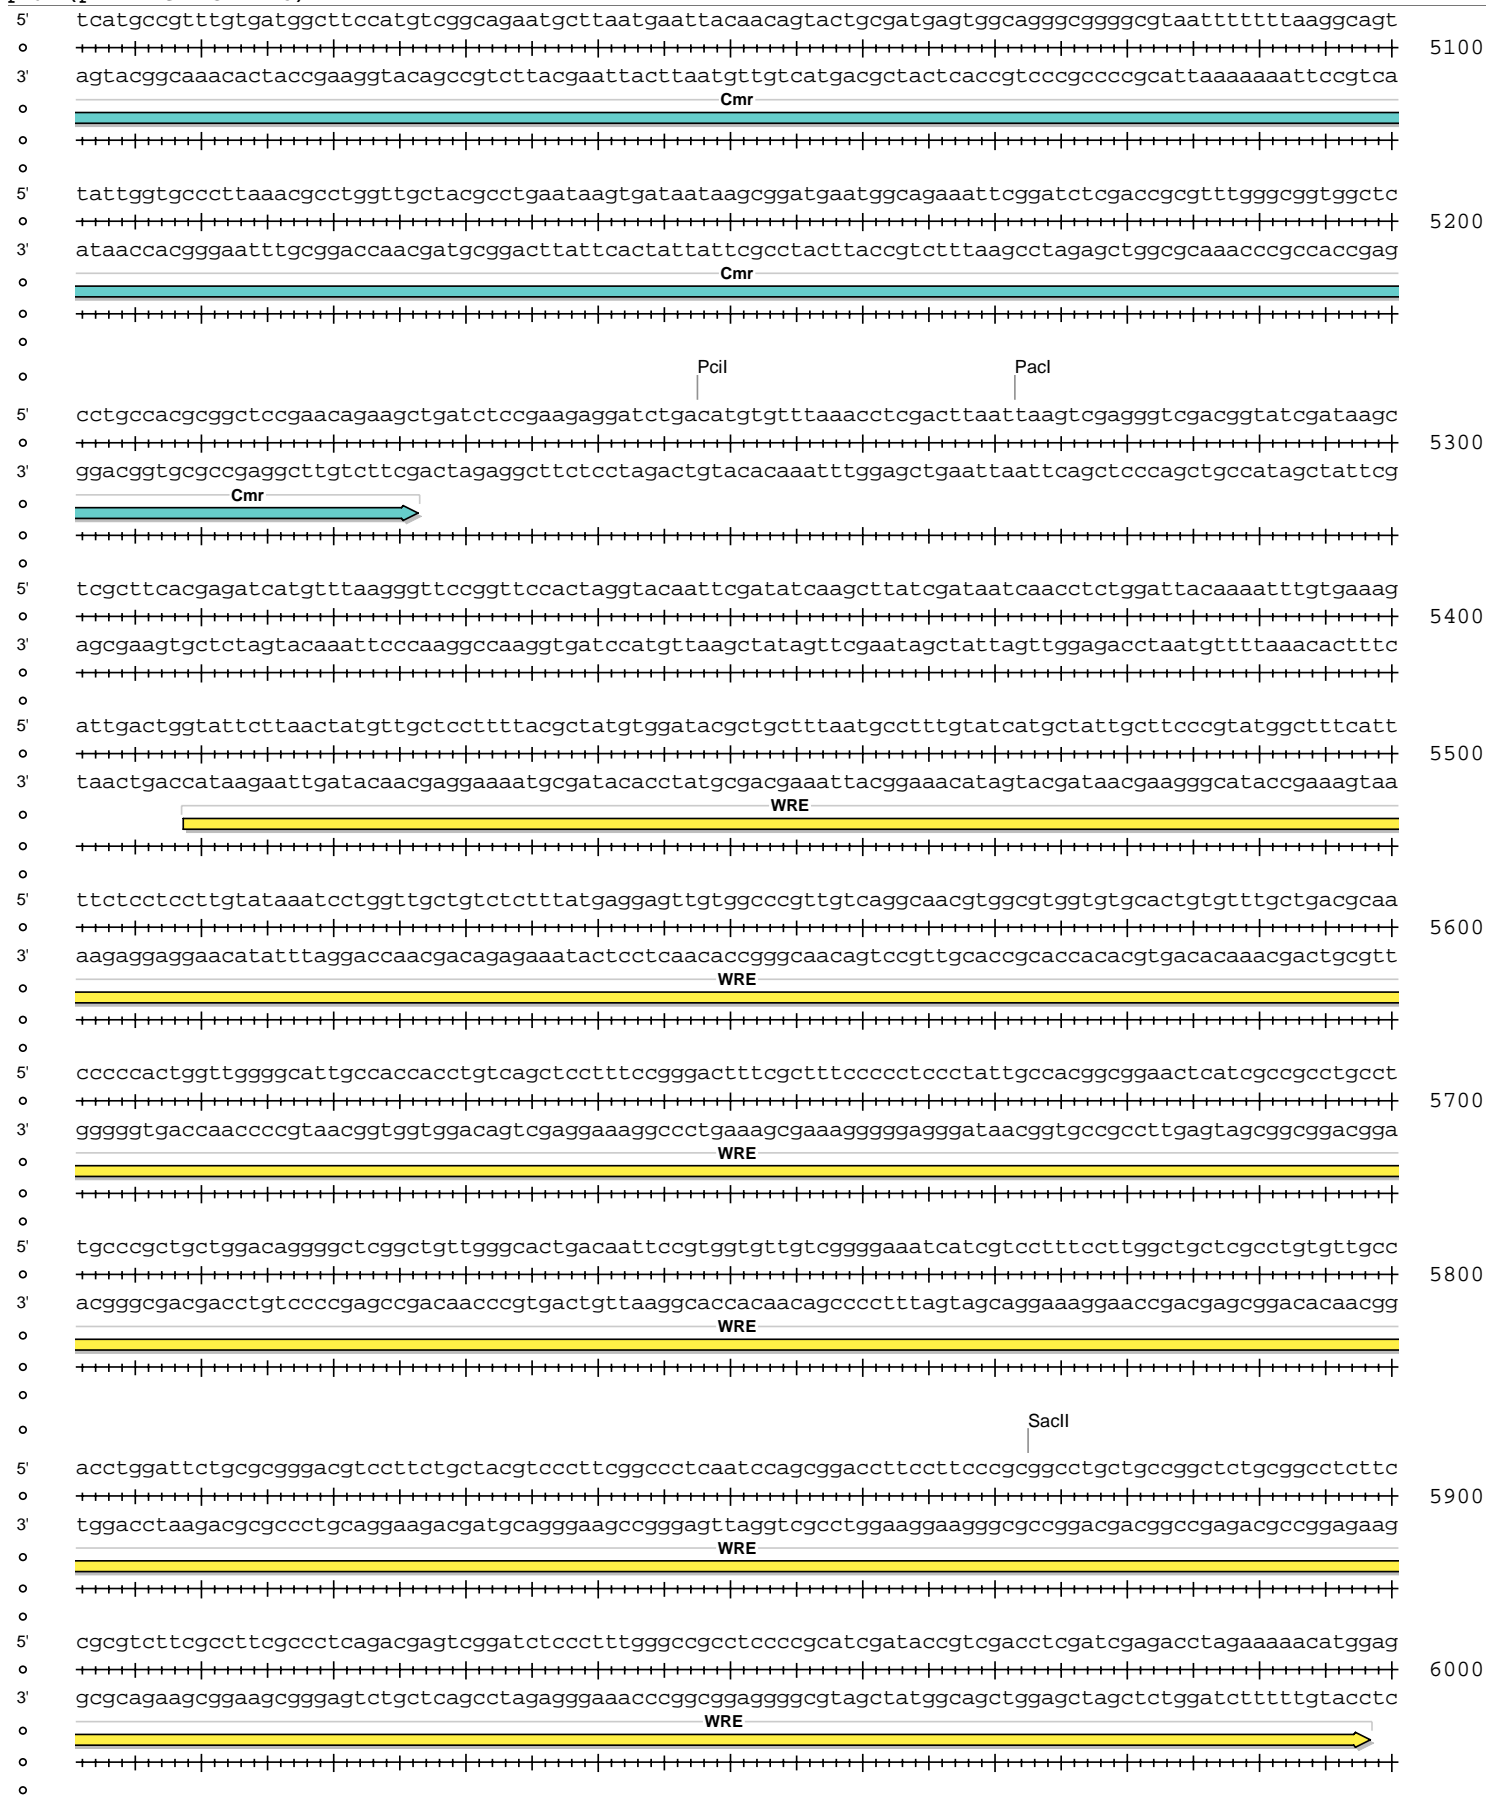 5' tcatgccgtttgtgatggcttccatgtcggcagaatgcttaatgaattacaacagtactgcgatgagtggcagggcggggcgtaatttttttaaggcagt
5100
3' agtacggcaaacactaccgaaggtacagccgtcttacgaattacttaatgttgtcatgacgctactcaccgtcccgccccgcattaaaaaaattccgtca
Cmr
5' tattggtgcccttaaacgcctggttgctacgcctgaataagtgataataagcggatgaatggcagaaattcggatctcgaccgcgtttgggcggtggctc
5200
3' ataaccacgggaatttgcggaccaacgatgcggacttattcactattattcgcctacttaccgtctttaagcctagagctggcgcaaacccgccaccgag
Cmr
PciI PacI
5' cctgccacgcggctccgaacagaagctgatctccgaagaggatctgacatgtgtttaaacctcgacttaattaagtcgagggtcgacggtatcgataagc
5300
3' ggacggtgcgccgaggcttgtcttcgactagaggcttctcctagactgtacacaaatttggagctgaattaattcagctcccagctgccatagctattcg
Cmr
5' tcgcttcacgagatcatgtttaagggttccggttccactaggtacaattcgatatcaagcttatcgataatcaacctctggattacaaaatttgtgaaag
5400
3' agcgaagtgctctagtacaaattcccaaggccaaggtgatccatgttaagctatagttcgaatagctattagttggagacctaatgttttaaacactttc
5' attgactggtattcttaactatgttgctccttttacgctatgtggatacgctgctttaatgcctttgtatcatgctattgcttcccgtatggctttcatt
5500
3' taactgaccataagaattgatacaacgaggaaaatgcgatacacctatgcgacgaaattacggaaacatagtacgataacgaagggcataccgaaagtaa
WRE
5' ttctcctccttgtataaatcctggttgctgtctctttatgaggagttgtggcccgttgtcaggcaacgtggcgtggtgtgcactgtgtttgctgacgcaa
5600
3' aagaggaggaacatatttaggaccaacgacagagaaatactcctcaacaccgggcaacagtccgttgcaccgcaccacacgtgacacaaacgactgcgtt
WRE
5' cccccactggttggggcattgccaccacctgtcagctcctttccgggactttcgctttccccctccctattgccacggcggaactcatcgccgcctgcct
5700
3' gggggtgaccaaccccgtaacggtggtggacagtcgaggaaaggccctgaaagcgaaagggggagggataacggtgccgccttgagtagcggcggacgga
WRE
5' tgcccgctgctggacaggggctcggctgttgggcactgacaattccgtggtgttgtcggggaaatcatcgtcctttccttggctgctcgcctgtgttgcc
5800
3' acgggcgacgacctgtccccgagccgacaacccgtgactgttaaggcaccacaacagcccctttagtagcaggaaaggaaccgacgagcggacacaacgg
WRE
SacII
5' acctggattctgcgcgggacgtccttctgctacgtcccttcggccctcaatccagcggaccttccttcccgcggcctgctgccggctctgcggcctcttc
5900
3' tggacctaagacgcgccctgcaggaagacgatgcagggaagccgggagttaggtcgcctggaaggaagggcgccggacgacggccgagacgccggagaag
WRE
5' cgcgtcttcgccttcgccctcagacgagtcggatctccctttgggccgcctccccgcatcgataccgtcgacctcgatcgagacctagaaaaacatggag
6000
3' gcgcagaagcggaagcgggagtctgctcagcctagagggaaacccggcggaggggcgtagctatggcagctggagctagctctggatctttttgtacctc
WRE